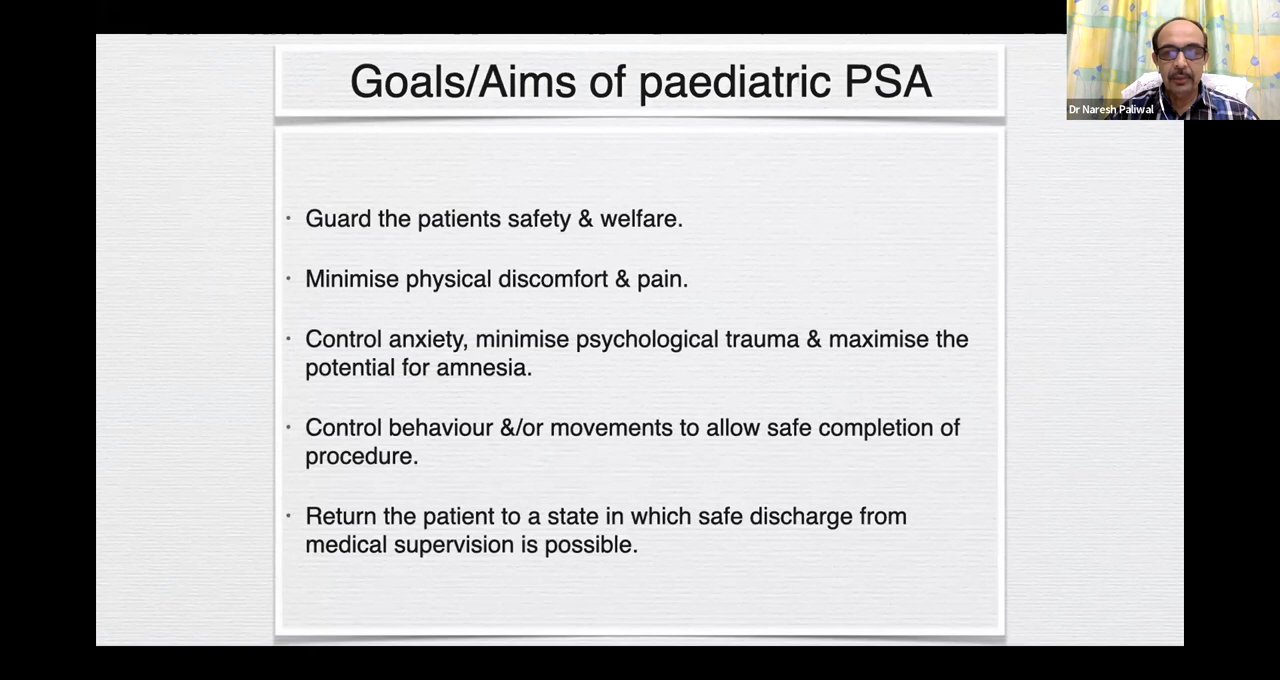 Goals/Aims of paediatric PSA
Dr Naresh Paliwal
· Guard the patients safety & welfare.
· Minimise physical discomfort & pain.
· Control anxiety, minimise psychological trauma & maximise the
potential for amnesia.
· Control behaviour &/or movements to allow safe completion of
procedure.
· Return the patient to a state in which safe discharge from
medical supervision is possible.